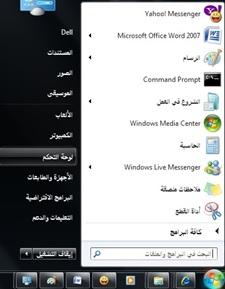 Yahoo! Messenger
Microsoft Office Word 2007
الرسام
Command Prompt
الشروع في العمل
Windows Media Center
الحاسبة
Windows Live Messenger
ملاحظات ملصقة
أداة القطع
كافة البرامج
البحث في البرامج والملفات
Dell
المستندات
الصور
الموسيقى
الألعاب
الكمبيوتر
لوحة التحكم
الأجهزة والطابعات
البرامج الافتراضية
التعليمات والدعم
إيقاف التشغيل